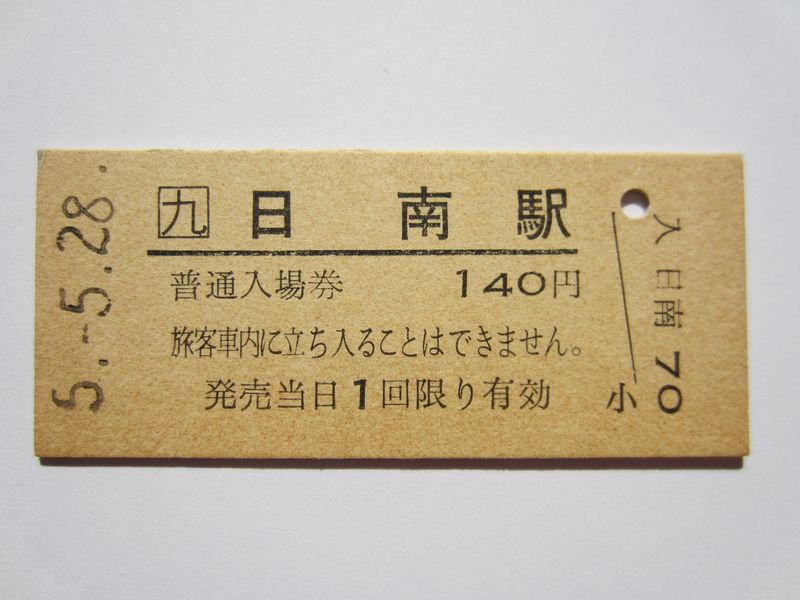 5.-5.28.
九 日南駅
普通入場券 140円
旅客車内に立ち入ることはできません。
発売当日1回限り有効
小
入 日南 70